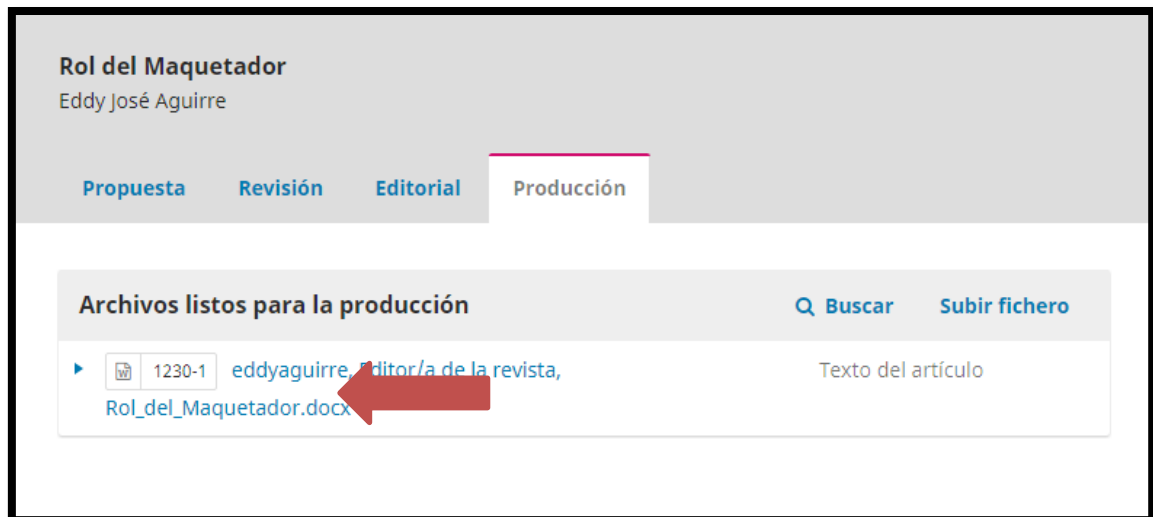 Rol del Maquetador
Eddy José Aguirre
Propuesta Revisión Editorial Producción
Archivos listos para la producción Buscar Subir fichero
1230-1 eddyaguirre, Editor/a de la revista, Texto del artículo
Rol_del_Maquetador.docx